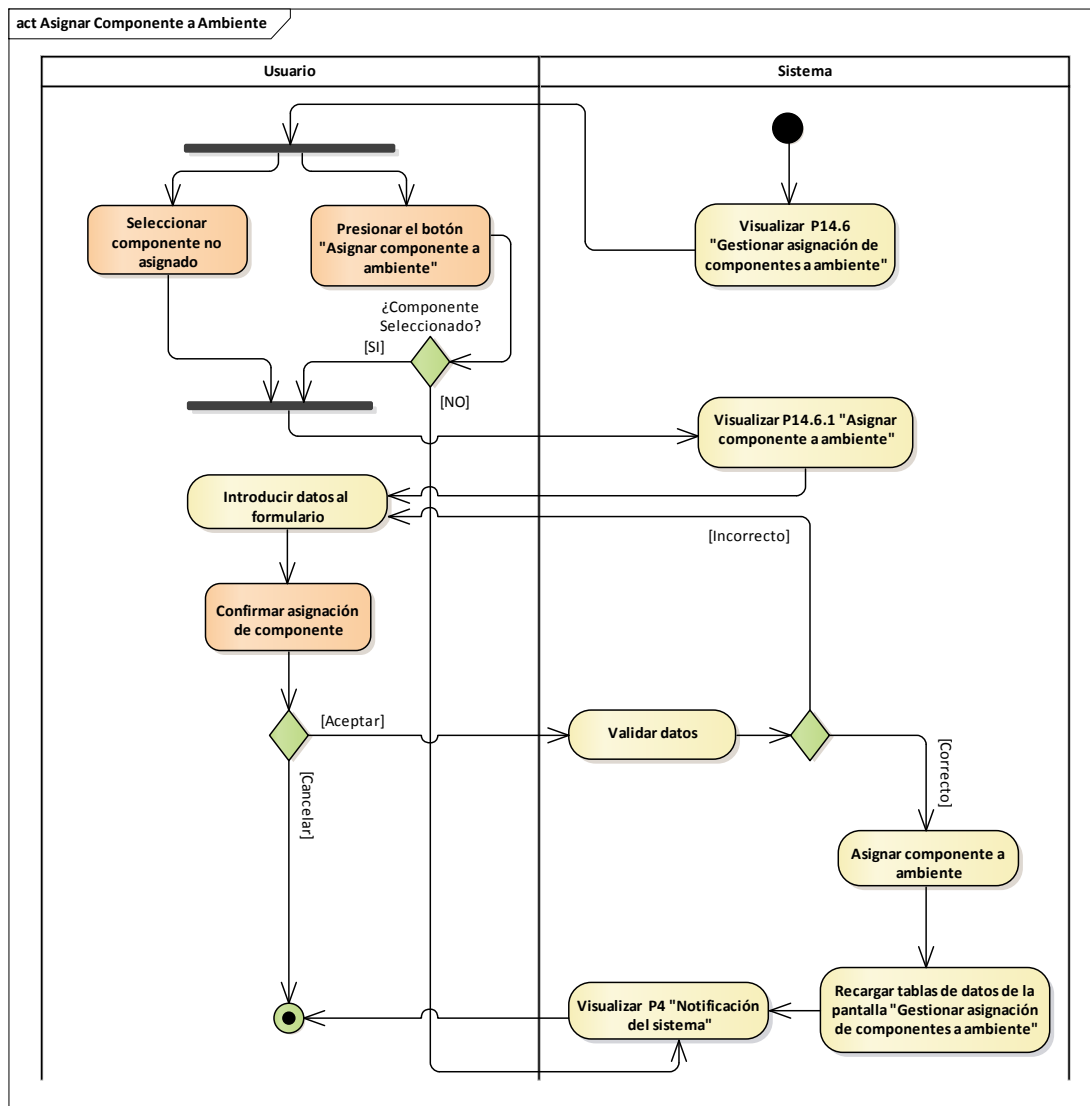 act Asignar Componente a Ambiente
Usuario
Sistema
Visualizar P14.6
"Gestionar asignación de
componentes a ambiente"
Seleccionar
componente no
asignado
Presionar el botón
"Asignar componente a
ambiente"
¿Componente
Seleccionado?
[SI]
[NO]
Visualizar P14.6.1 "Asignar
componente a ambiente"
Introducir datos al
formulario
[Incorrecto]
Confirmar asignación
de componente
[Aceptar]
Validar datos
[Correcto]
[Cancelar]
Asignar componente a
ambiente
Recargar tablas de datos de la
pantalla "Gestionar asignación
de componentes a ambiente"
Visualizar P4 "Notificación
del sistema"